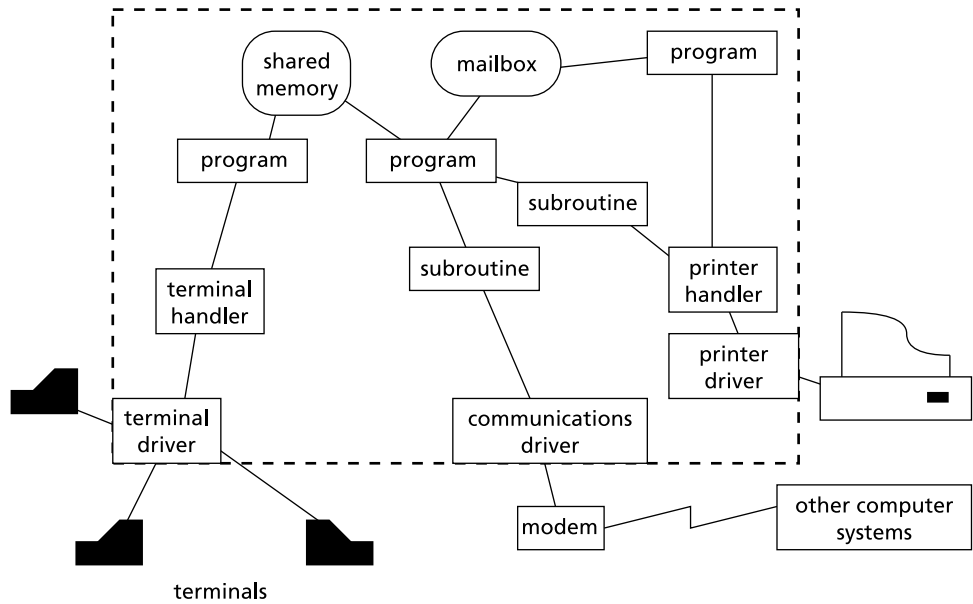 shared
memory
mailbox
program
program
program
subroutine
subroutine
printer
handler
terminal
handler
printer
driver
terminal
driver
communications
driver
modem
other computer
systems
terminals